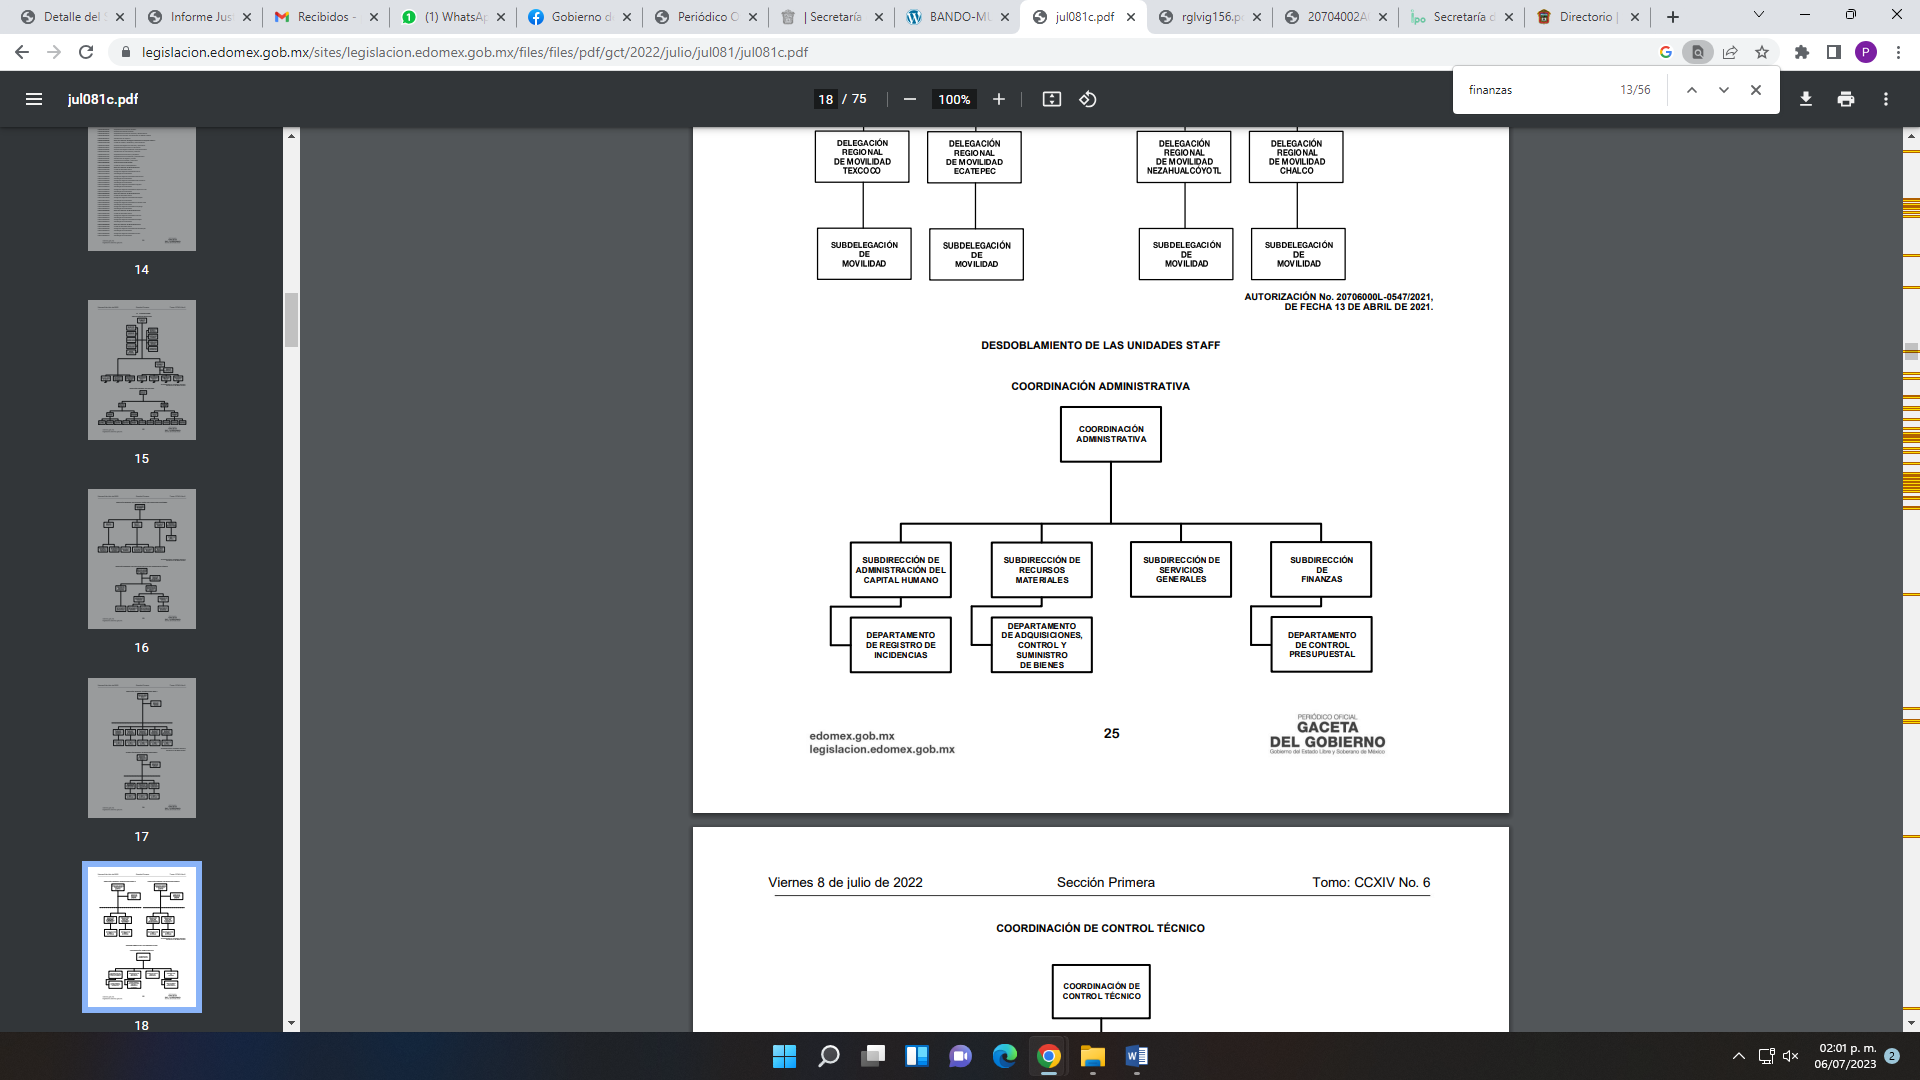 Detalle del S
Informe Jus
Recibidos -
(1) WhatsAp
Gobierno d
Periódico O
| Secretaría
BANDO-MU
jul081c.pdf
rglvig156.pd
20704002A
Secretaría d
Directorio |
legislacion.edomex.gob.mx/sites/legislacion.edomex.gob.mx/files/files/pdf/gct/2022/julio/jul081/jul081c.pdf
P
jul081c.pdf
18 / 75
100%
finanzas
13/56
14
15
16
17
18
DELEGACIÓN
REGIONAL
DE MOVILIDAD
TEXCOCO
DELEGACIÓN
REGIONAL
DE MOVILIDAD
ECATEPEC
DELEGACIÓN
REGIONAL
DE MOVILIDAD
NEZAHUALCÓYOTL
DELEGACIÓN
REGIONAL
DE MOVILIDAD
CHALCO
SUBDELEGACIÓN
DE
MOVILIDAD
SUBDELEGACIÓN
DE
MOVILIDAD
SUBDELEGACIÓN
DE
MOVILIDAD
SUBDELEGACIÓN
DE
MOVILIDAD
AUTORIZACIÓN No. 20706000L-0547/2021,
DE FECHA 13 DE ABRIL DE 2021.
DESDOBLAMIENTO DE LAS UNIDADES STAFF
COORDINACIÓN ADMINISTRATIVA
COORDINACIÓN
ADMINISTRATIVA
SUBDIRECCIÓN DE
ADMINISTRACIÓN DEL
CAPITAL HUMANO
SUBDIRECCIÓN DE
RECURSOS
MATERIALES
SUBDIRECCIÓN DE
SERVICIOS
GENERALES
SUBDIRECCIÓN
DE
FINANZAS
DEPARTAMENTO
DE REGISTRO DE
INCIDENCIAS
DEPARTAMENTO
DE ADQUISICIONES,
CONTROL Y
SUMINISTRO
DE BIENES
DEPARTAMENTO
DE CONTROL
PRESUPUESTAL
edomex.gob.mx
legislacion.edomex.gob.mx
25
PERIÓDICO OFICIAL
GACETA
DEL GOBIERNO
Gobierno del Estado Libre y Soberano de México
Viernes 8 de julio de 2022
Sección Primera
Tomo: CCXIV No. 6
COORDINACIÓN DE CONTROL TÉCNICO
COORDINACIÓN DE
CONTROL TÉCNICO
02:01 p. m.
06/07/2023
2